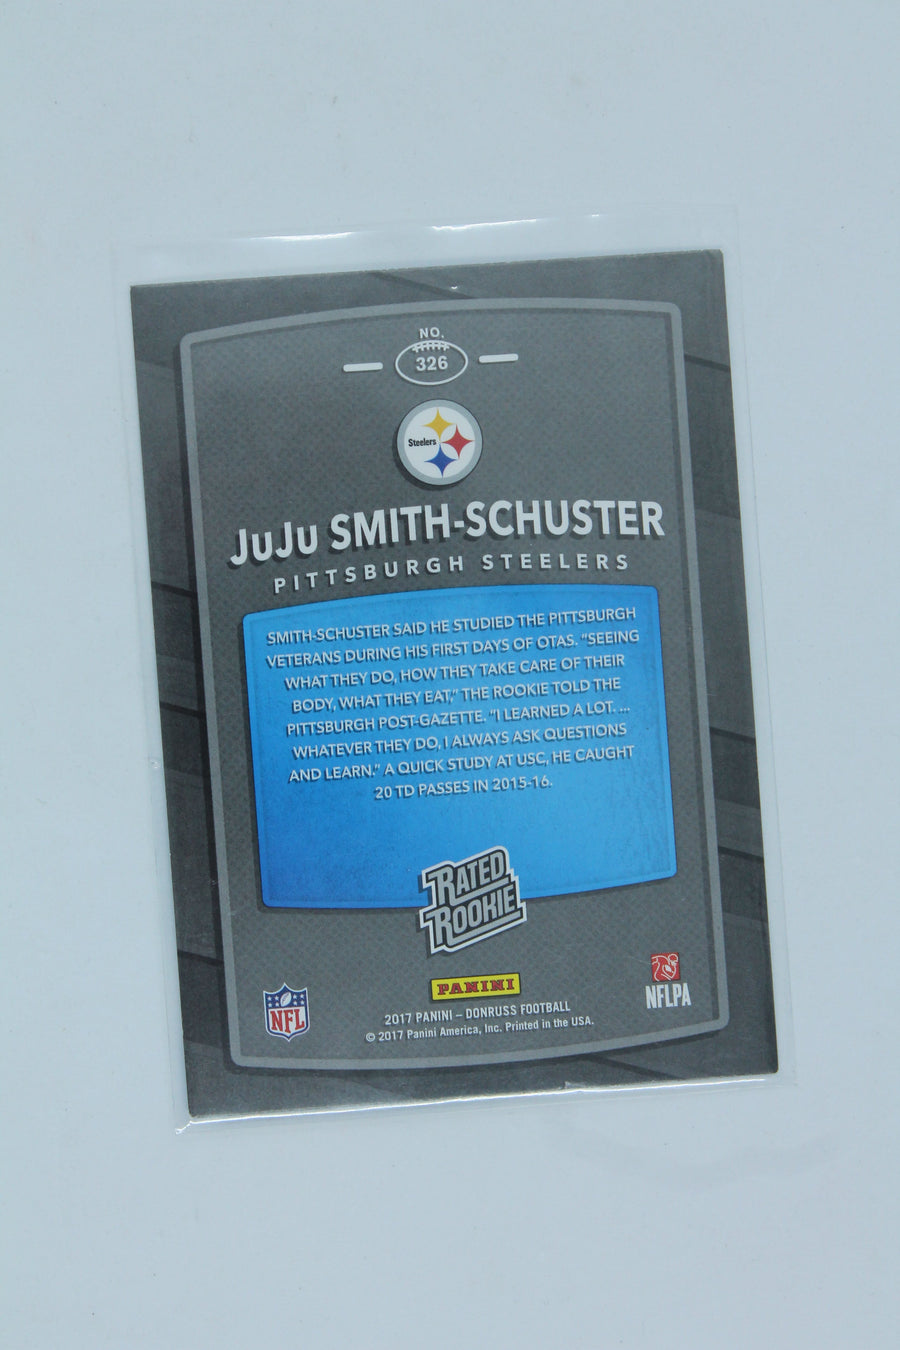 NO.
326
Steelers
JuJu SMITH-SCHUSTER
PITTSBURGH STEELERS
SMITH-SCHUSTER SAID HE STUDIED THE PITTSBURGH
VETERANS DURING HIS FIRST DAYS OF OTAS. "SEEING
WHAT THEY DO, HOW THEY TAKE CARE OF THEIR
BODY, WHAT THEY EAT," THE ROOKIE TOLD THE
PITTSBURGH POST-GAZETTE. "I LEARNED A LOT. ...
WHATEVER THEY DO, I ALWAYS ASK QUESTIONS
AND LEARN." A QUICK STUDY AT USC, HE CAUGHT
20 TD PASSES IN 2015-16.
RATED
ROOKIE
PANINI
NFL
NFLPA
2017 PANINI – DONRUSS FOOTBALL
© 2017 Panini America, Inc. Printed in the USA.